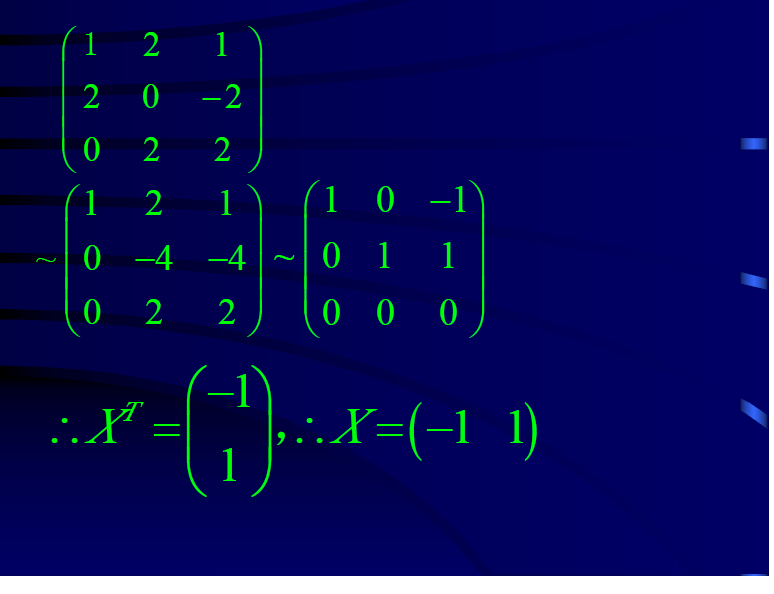 ( 1 2 1 )
( 2 0 −2 )
( 0 2 2 )
~ ( 1 2 1 ) ~ ( 1 0 −1 )
( 0 −4 −4 ) ( 0 1 1 )
( 0 2 2 ) ( 0 0 0 )
∴ X^T = ( −1 ; 1 ), ∴ X = (−1 1)